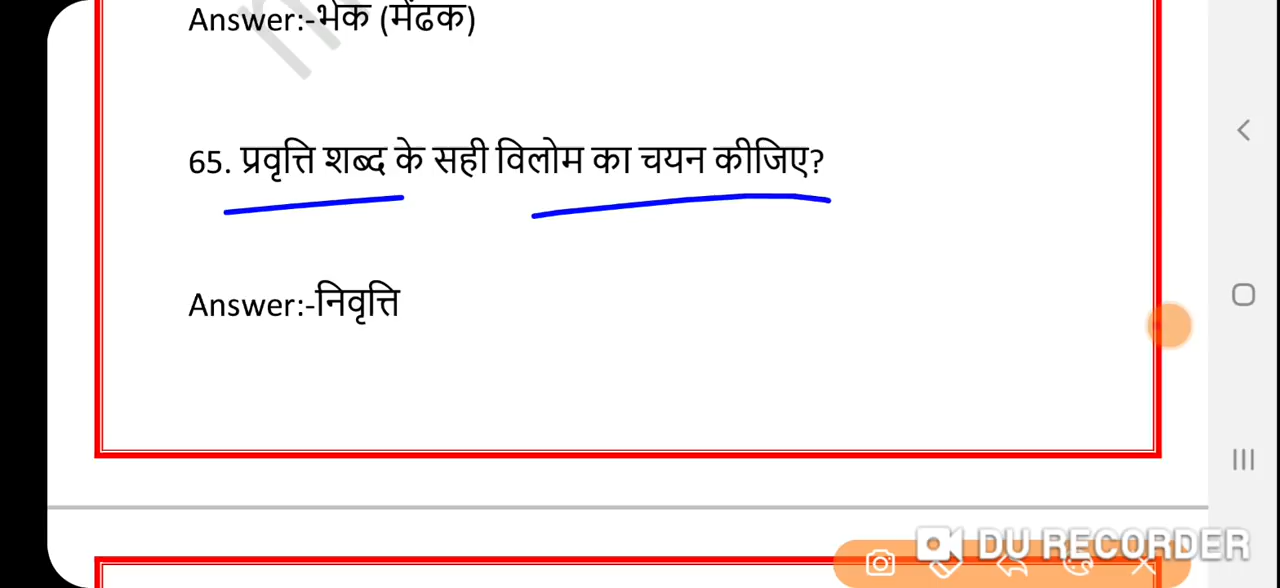 Answer:-भेक (मेंढक)
65. प्रवृत्ति शब्द के सही विलोम का चयन कीजिए?
Answer:-निवृत्ति
DU RECORDER